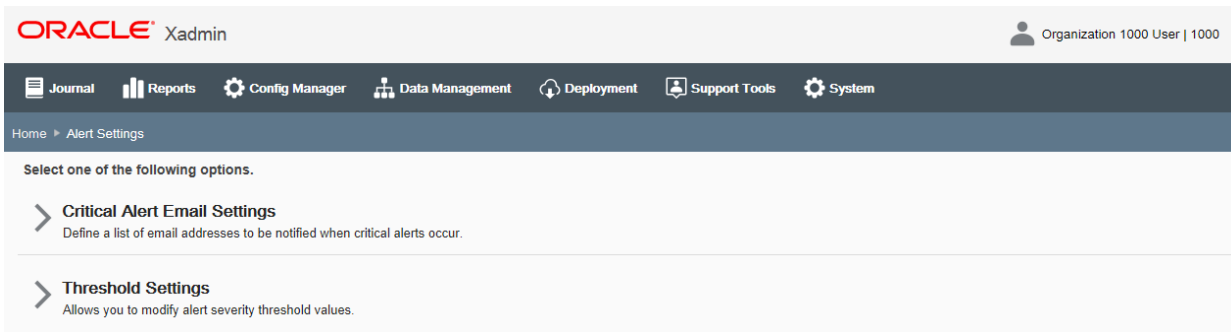 ORACLE® Xadmin
Organization 1000 User | 1000
Journal Reports Config Manager Data Management Deployment Support Tools System
Home Alert Settings
Select one of the following options.
Critical Alert Email Settings
Define a list of email addresses to be notified when critical alerts occur.
Threshold Settings
Allows you to modify alert severity threshold values.